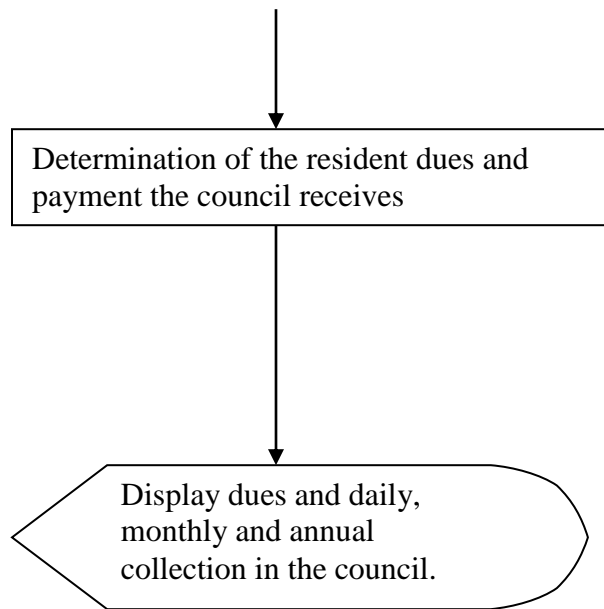 Determination of the resident dues and
payment the council receives
Display dues and daily,
monthly and annual
collection in the council.